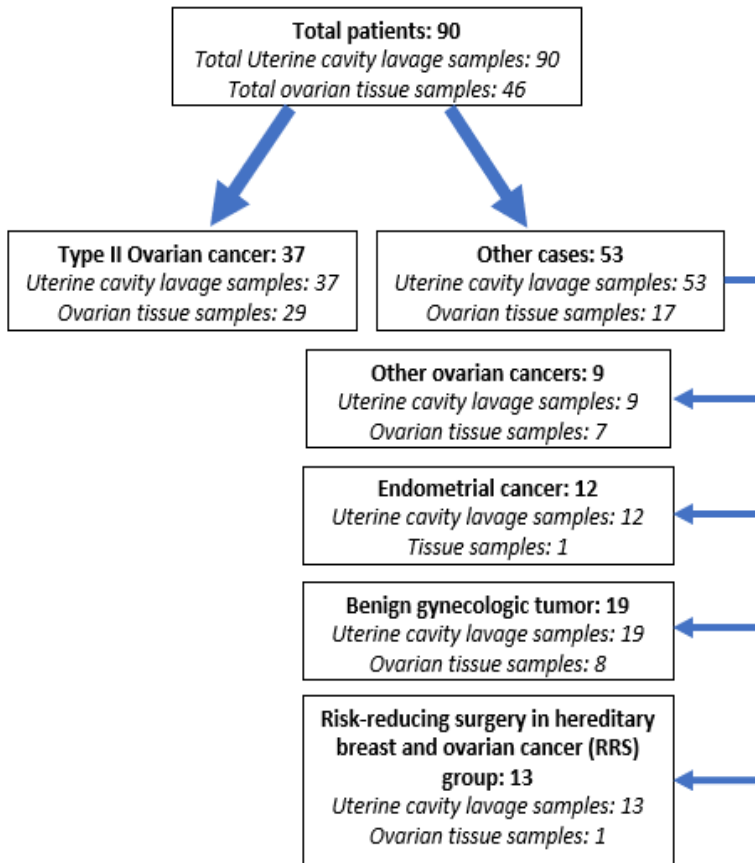 Total patients: 90
Total Uterine cavity lavage samples: 90
Total ovarian tissue samples: 46
Type II Ovarian cancer: 37
Uterine cavity lavage samples: 37
Ovarian tissue samples: 29
Other cases: 53
Uterine cavity lavage samples: 53
Ovarian tissue samples: 17
Other ovarian cancers: 9
Uterine cavity lavage samples: 9
Ovarian tissue samples: 7
Endometrial cancer: 12
Uterine cavity lavage samples: 12
Tissue samples: 1
Benign gynecologic tumor: 19
Uterine cavity lavage samples: 19
Ovarian tissue samples: 8
Risk-reducing surgery in hereditary
breast and ovarian cancer (RRS)
group: 13
Uterine cavity lavage samples: 13
Ovarian tissue samples: 1